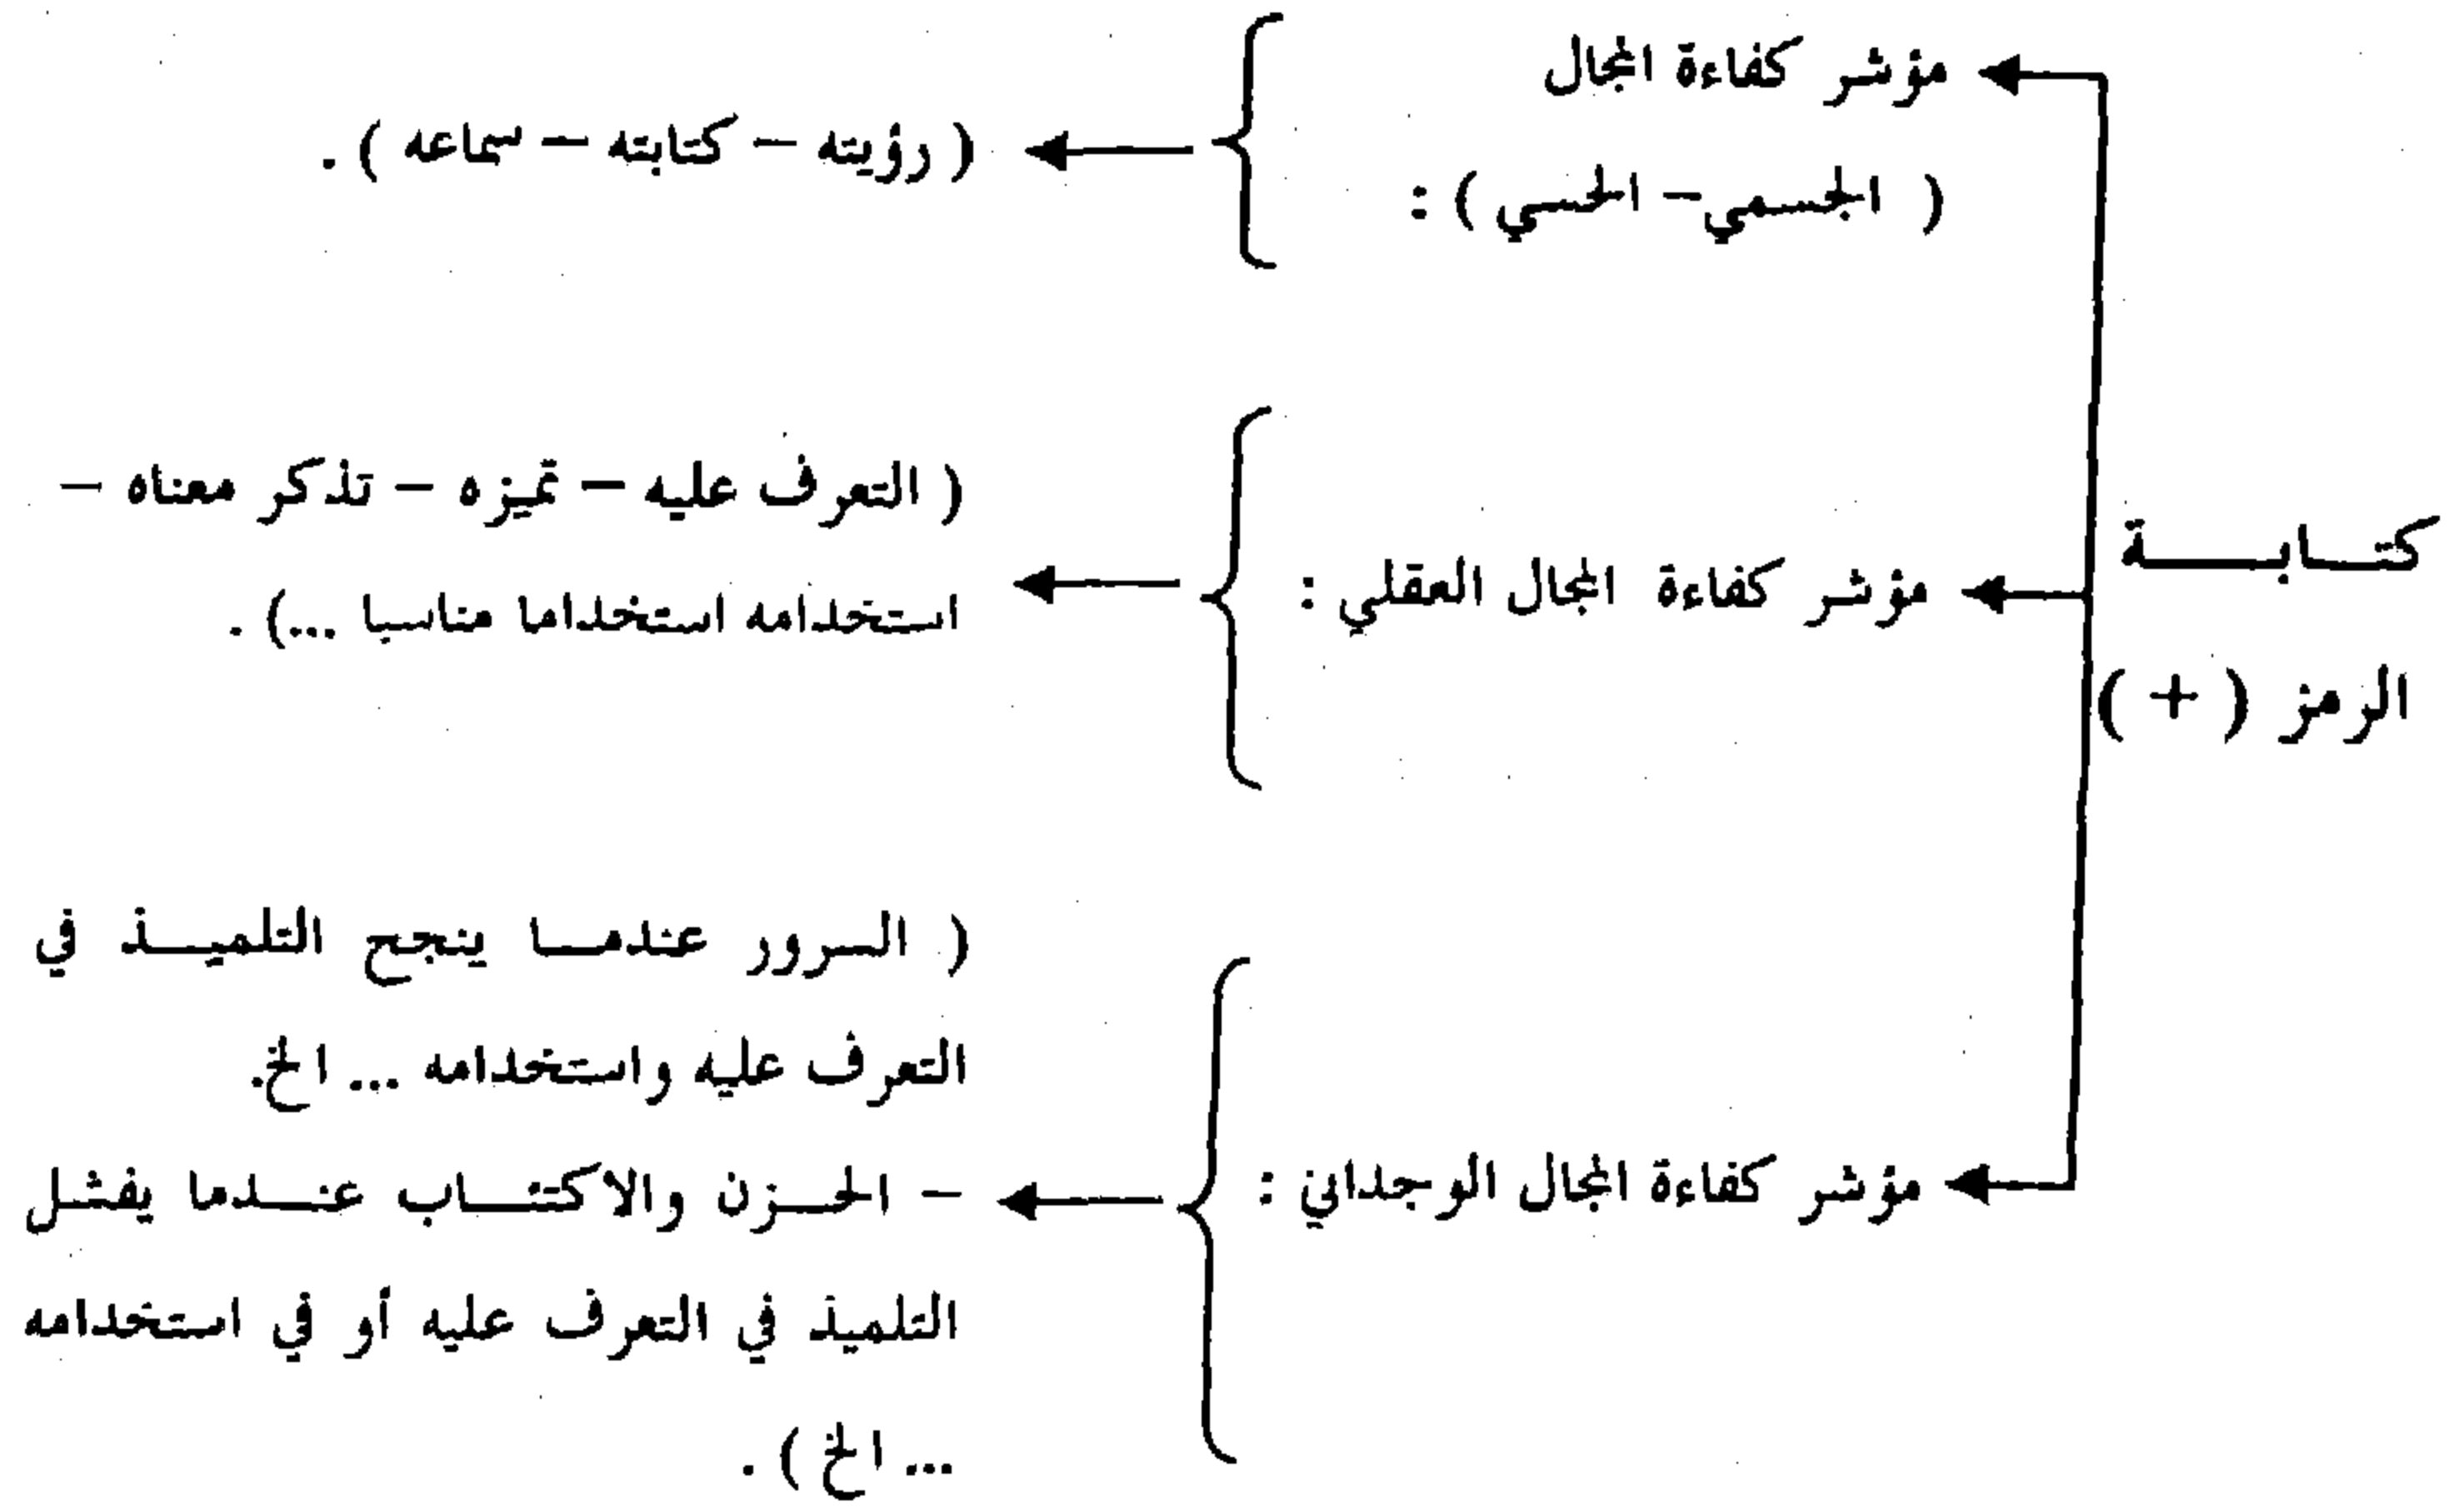 كتابة
الرمز ( + )
مؤشر كفاءة المجال
( الجسمي – الحسي ) :
( رؤيته – كتابته – سماعه ) .
مؤشر كفاءة المجال العقلي :
( التعرف عليه – تميزه – تذكر معناه –
استخدامه استخداما مناسبا ... ) .
مؤشر كفاءة المجال الوجداني :
( السرور عندما ينجح التلميذ في
التعرف عليه واستخدامه ... الخ.
– الحزن والاكتئاب عندما يفشل
التلميذ في التعرف عليه أو في استخدامه
... الخ ) .